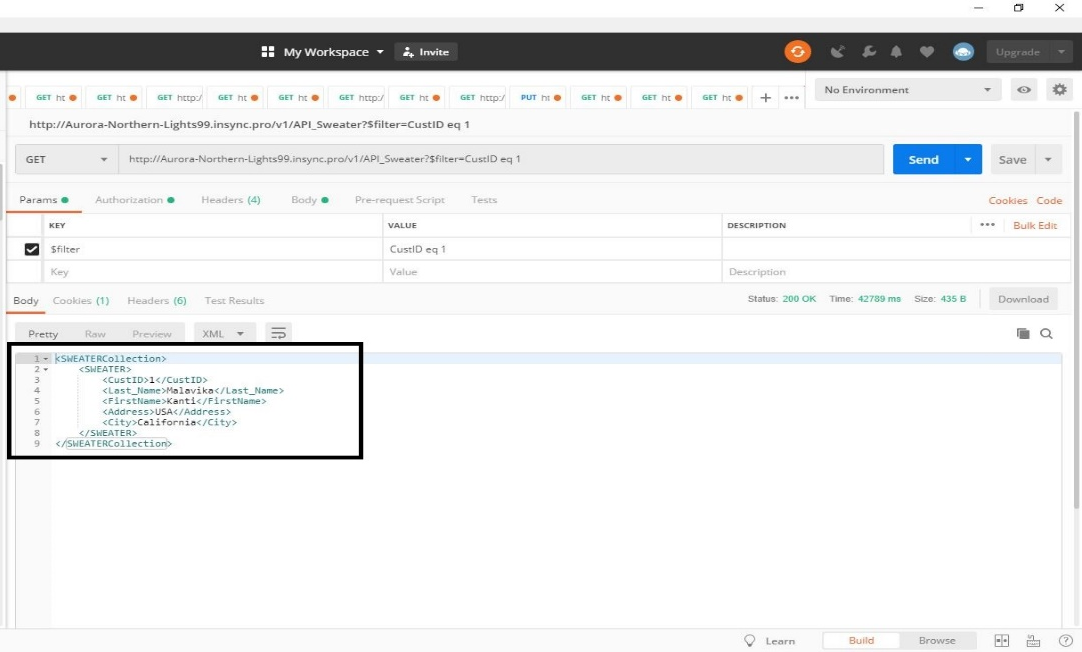 My Workspace Invite Upgrade
GET ht GET ht GET http:/ GET ht GET ht GET http:/ GET ht GET http:/ PUT ht GET ht GET ht GET ht + ••• No Environment
http://Aurora-Northern-Lights99.insync.pro/v1/API_Sweater?$filter=CustID eq 1
GET http://Aurora-Northern-Lights99.insync.pro/v1/API_Sweater?$filter=CustID eq 1 Send Save
Params Authorization Headers (4) Body Pre-request Script Tests Cookies Code
KEY VALUE DESCRIPTION ••• Bulk Edit
$filter CustID eq 1
Key Value Description
Body Cookies (1) Headers (6) Test Results Status: 200 OK Time: 42789 ms Size: 435 B Download
Pretty Raw Preview XML
1 <SWEATERCollection>
2 <SWEATER>
3 <CustID>1</CustID>
4 <Last_Name>Malavika</Last_Name>
5 <FirstName>Kanti</FirstName>
6 <Address>USA</Address>
7 <City>California</City>
8 </SWEATER>
9 </SWEATERCollection>
Learn Build Browse